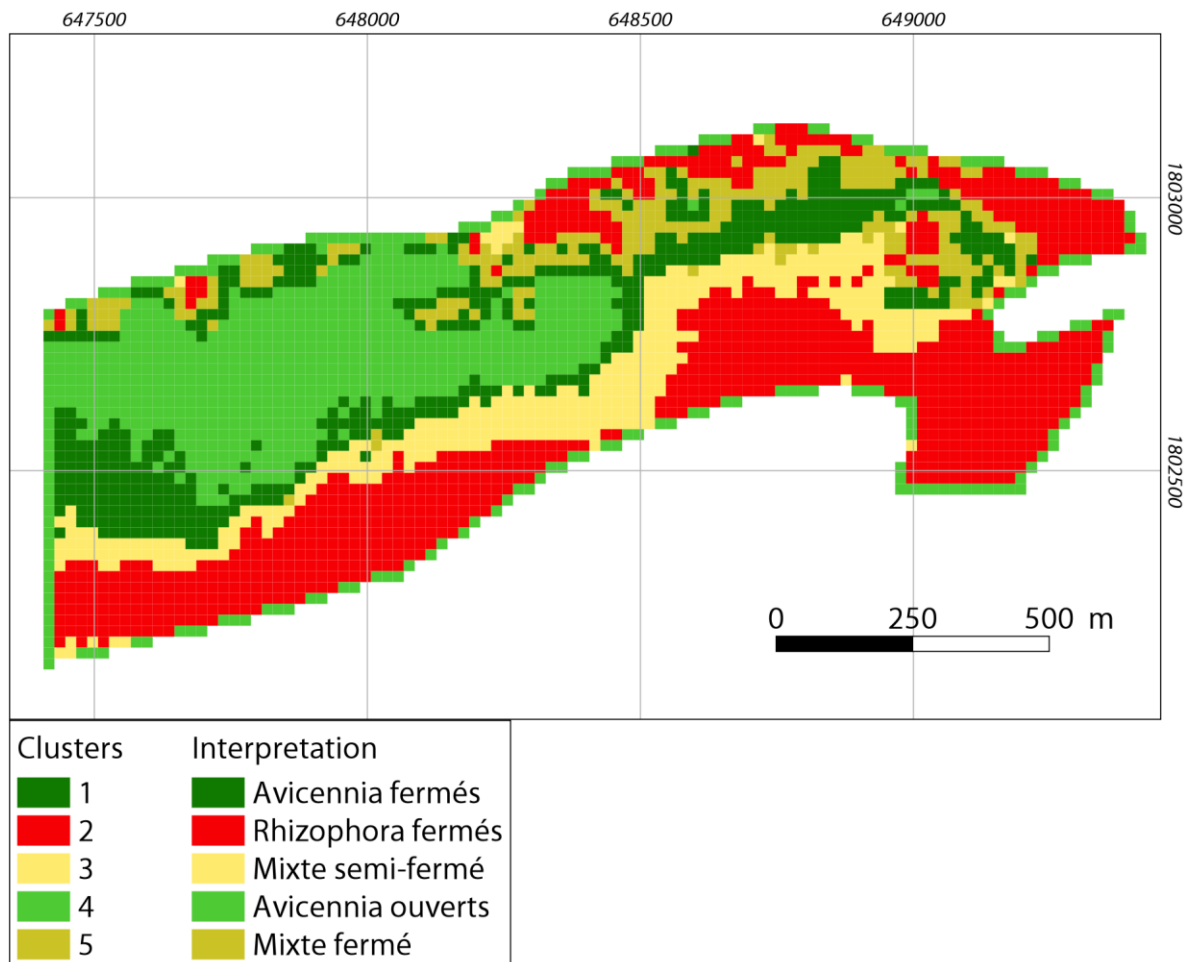 647500 648000 648500 649000
1803000
1802500
0 250 500 m
Clusters Interpretation
1 Avicennia fermés
2 Rhizophora fermés
3 Mixte semi-fermé
4 Avicennia ouverts
5 Mixte fermé